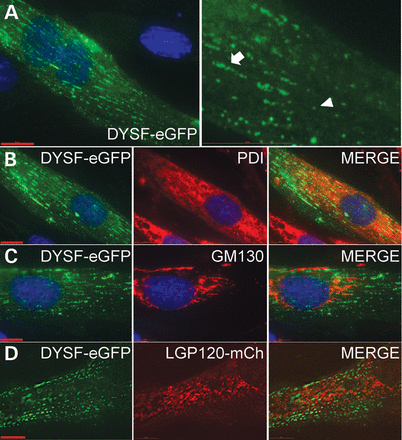 A
DYSF-eGFP
B DYSF-eGFP PDI MERGE
C DYSF-eGFP GM130 MERGE
D DYSF-eGFP LGP120-mCh MERGE